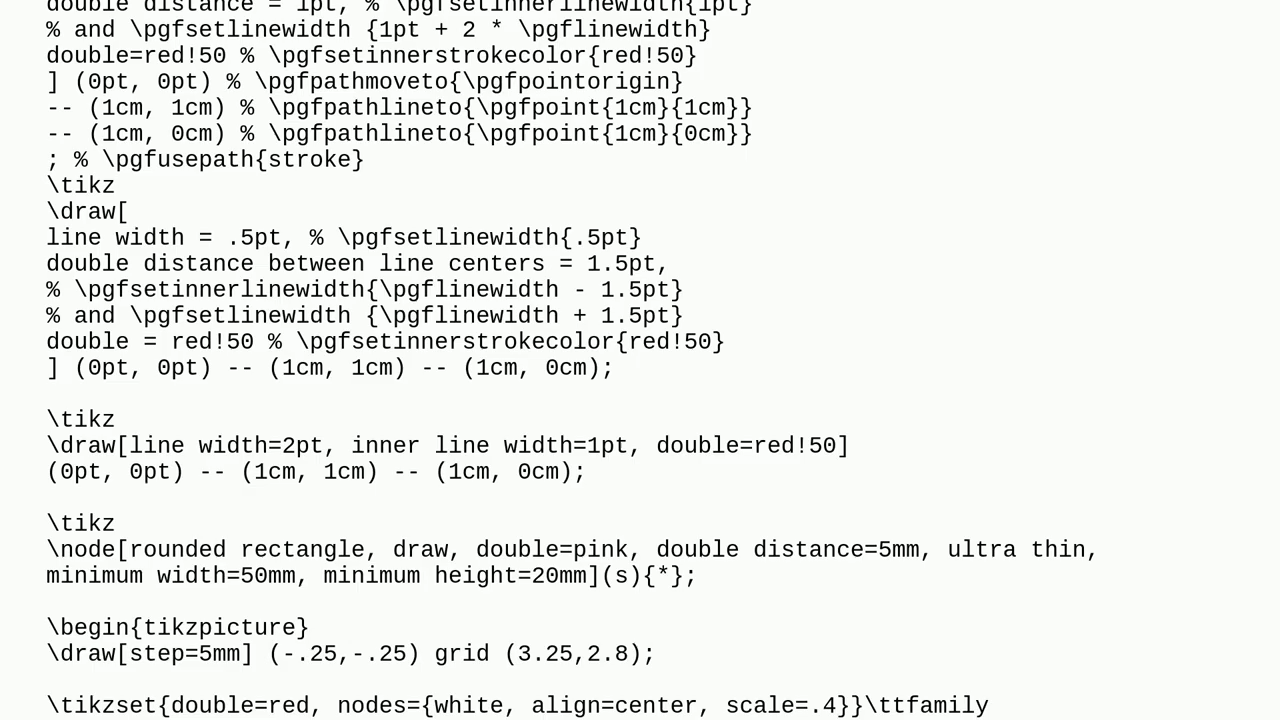 double distance = 1pt, % \pgfsetinnerlinewidth{1pt}
% and \pgfsetlinewidth {1pt + 2 * \pgflinewidth}
double=red!50 % \pgfsetinnerstrokecolor{red!50}
] (0pt, 0pt) % \pgfpathmoveto{\pgfpointorigin}
-- (1cm, 1cm) % \pgfpathlineto{\pgfpoint{1cm}{1cm}}
-- (1cm, 0cm) % \pgfpathlineto{\pgfpoint{1cm}{0cm}}
; % \pgfusepath{stroke}
\tikz
\draw[
line width = .5pt, % \pgfsetlinewidth{.5pt}
double distance between line centers = 1.5pt,
% \pgfsetinnerlinewidth{\pgflinewidth - 1.5pt}
% and \pgfsetlinewidth {\pgflinewidth + 1.5pt}
double = red!50 % \pgfsetinnerstrokecolor{red!50}
] (0pt, 0pt) -- (1cm, 1cm) -- (1cm, 0cm);
\tikz
\draw[line width=2pt, inner line width=1pt, double=red!50]
(0pt, 0pt) -- (1cm, 1cm) -- (1cm, 0cm);
\tikz
\node[rounded rectangle, draw, double=pink, double distance=5mm, ultra thin,
minimum width=50mm, minimum height=20mm](s){*};
\begin{tikzpicture}
\draw[step=5mm] (-.25,-.25) grid (3.25,2.8);
\tikzset{double=red, nodes={white, align=center, scale=.4}}\ttfamily